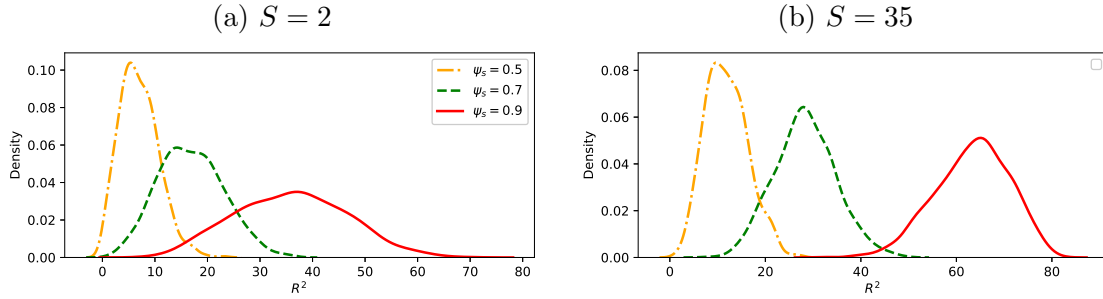 (a) S = 2
(b) S = 35
Density
0.10
0.08
0.06
0.04
0.02
0.00
ψs = 0.5
ψs = 0.7
ψs = 0.9
0 10 20 30 40 50 60 70 80
R²
Density
0.08
0.06
0.04
0.02
0.00
0 20 40 60 80
R²